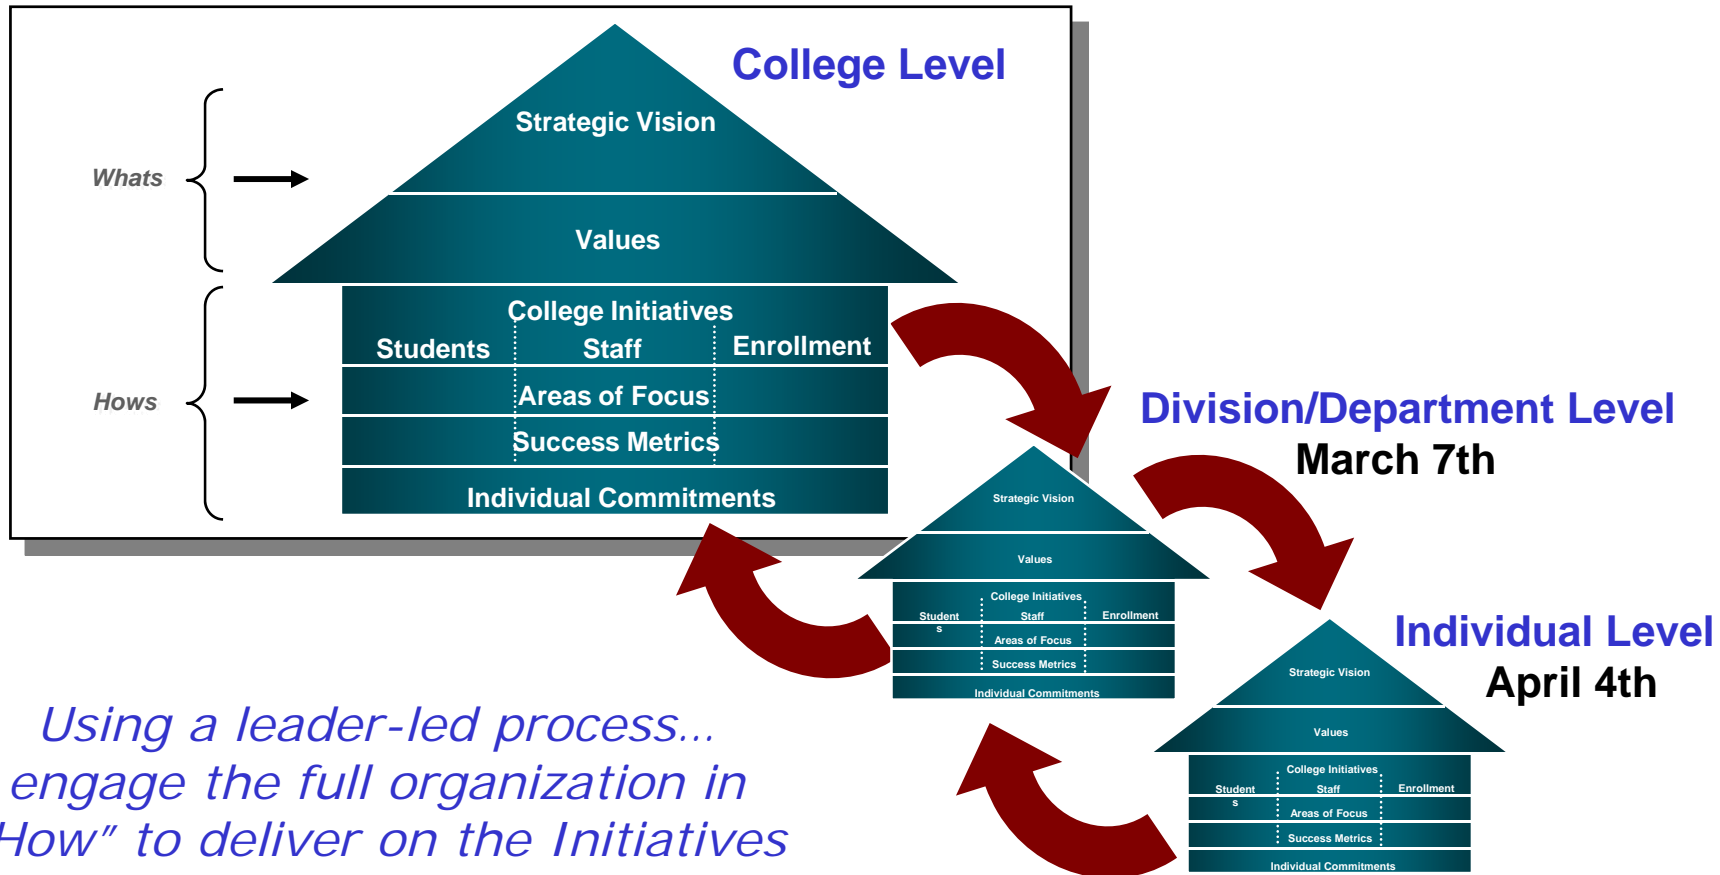 College Level
Strategic Vision
Whats
Values
College Initiatives
Students Staff Enrollment
Hows
Areas of Focus
Success Metrics
Individual Commitments
Division/Department Level
March 7th
Strategic Vision
Values
College Initiatives
Student
s
Staff Enrollment
Areas of Focus
Success Metrics
Individual Commitments
Individual Level
April 4th
Strategic Vision
Values
College Initiatives
Student
s
Staff Enrollment
Areas of Focus
Success Metrics
Individual Commitments
Using a leader-led process...
engage the full organization in
How” to deliver on the Initiatives